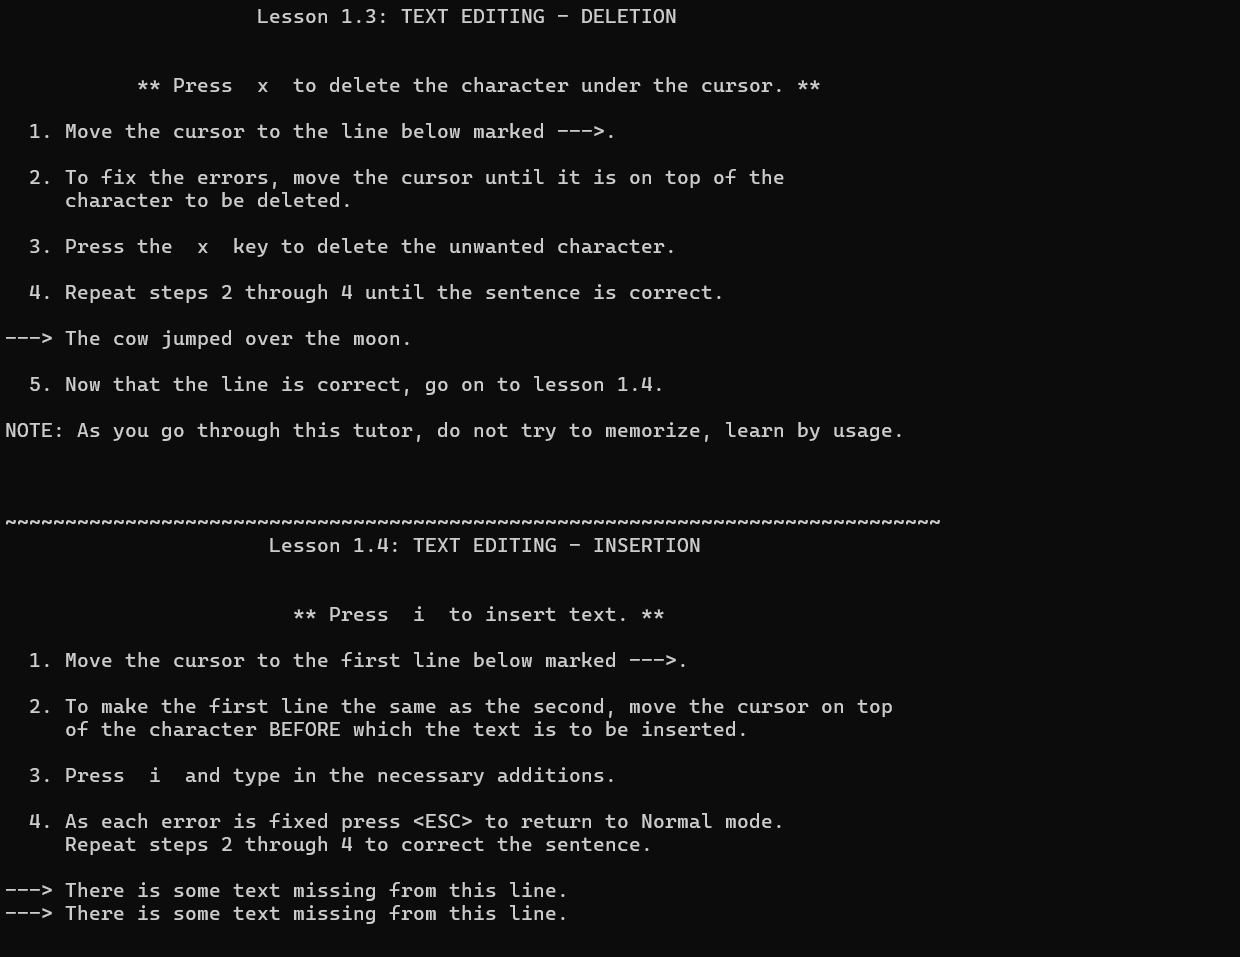 Lesson 1.3: TEXT EDITING - DELETION
** Press  x  to delete the character under the cursor. **
1. Move the cursor to the line below marked --->.
2. To fix the errors, move the cursor until it is on top of the
character to be deleted.
3. Press the  x  key to delete the unwanted character.
4. Repeat steps 2 through 4 until the sentence is correct.
---> The cow jumped over the moon.
5. Now that the line is correct, go on to lesson 1.4.
NOTE: As you go through this tutor, do not try to memorize, learn by usage.
~~~~~~~~~~~~~~~~~~~~~~~~~~~~~~~~~~~~~~~~~~~~~~~~~~~~~~~~~~~~~~~~~~~~~~~~~~~~~~
Lesson 1.4: TEXT EDITING - INSERTION
** Press  i  to insert text. **
1. Move the cursor to the first line below marked --->.
2. To make the first line the same as the second, move the cursor on top
of the character BEFORE which the text is to be inserted.
3. Press  i  and type in the necessary additions.
4. As each error is fixed press <ESC> to return to Normal mode.
Repeat steps 2 through 4 to correct the sentence.
---> There is some text missing from this line.
---> There is some text missing from this line.